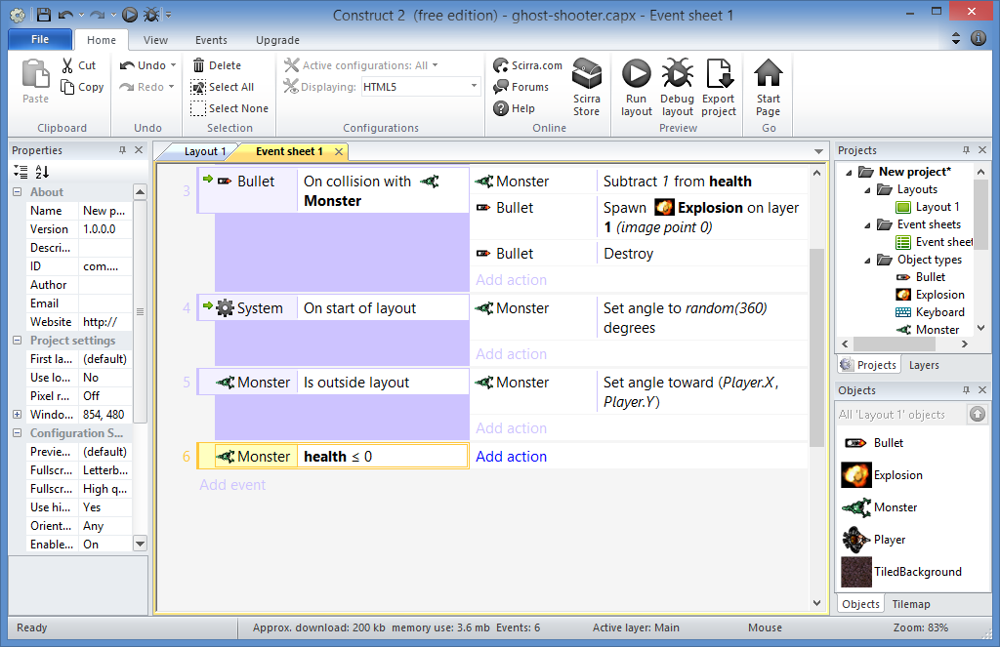 Construct 2 (free edition) - ghost-shooter.capx - Event sheet 1
File Home View Events Upgrade
Paste Cut Copy
Clipboard
Undo Redo
Undo
Delete
Select All
Select None
Selection
Active configurations: All
Displaying: HTML5
Configurations
Scirra.com
Forums
Help
Scirra Store
Online
Run layout
Debug layout
Export project
Preview
Start Page
Go
Properties
About
Name New p...
Version 1.0.0.0
Descri...
ID com....
Author
Email
Website http://
Project settings
First la... (default)
Use lo... No
Pixel r... Off
Windo... 854, 480
Configuration S...
Previe... (default)
Fullscr... Letterb...
Fullscr... High q...
Use hi... Yes
Orient... Any
Enable... On
Layout 1 Event sheet 1
3 Bullet On collision with Monster
Monster Subtract 1 from health
Bullet Spawn Explosion on layer
1 (image point 0)
Bullet Destroy
Add action
4 System On start of layout
Monster Set angle to random(360)
degrees
Add action
5 Monster Is outside layout
Monster Set angle toward (Player.X,
Player.Y)
Add action
6 Monster health ≤ 0 Add action
Add event
Projects
New project*
Layouts
Layout 1
Event sheets
Event sheet
Object types
Bullet
Explosion
Keyboard
Monster
Projects Layers
Objects
All 'Layout 1' objects
Bullet
Explosion
Monster
Player
TiledBackground
Objects Tilemap
Ready Approx. download: 200 kb memory use: 3.6 mb Events: 6 Active layer: Main Mouse Zoom: 83%